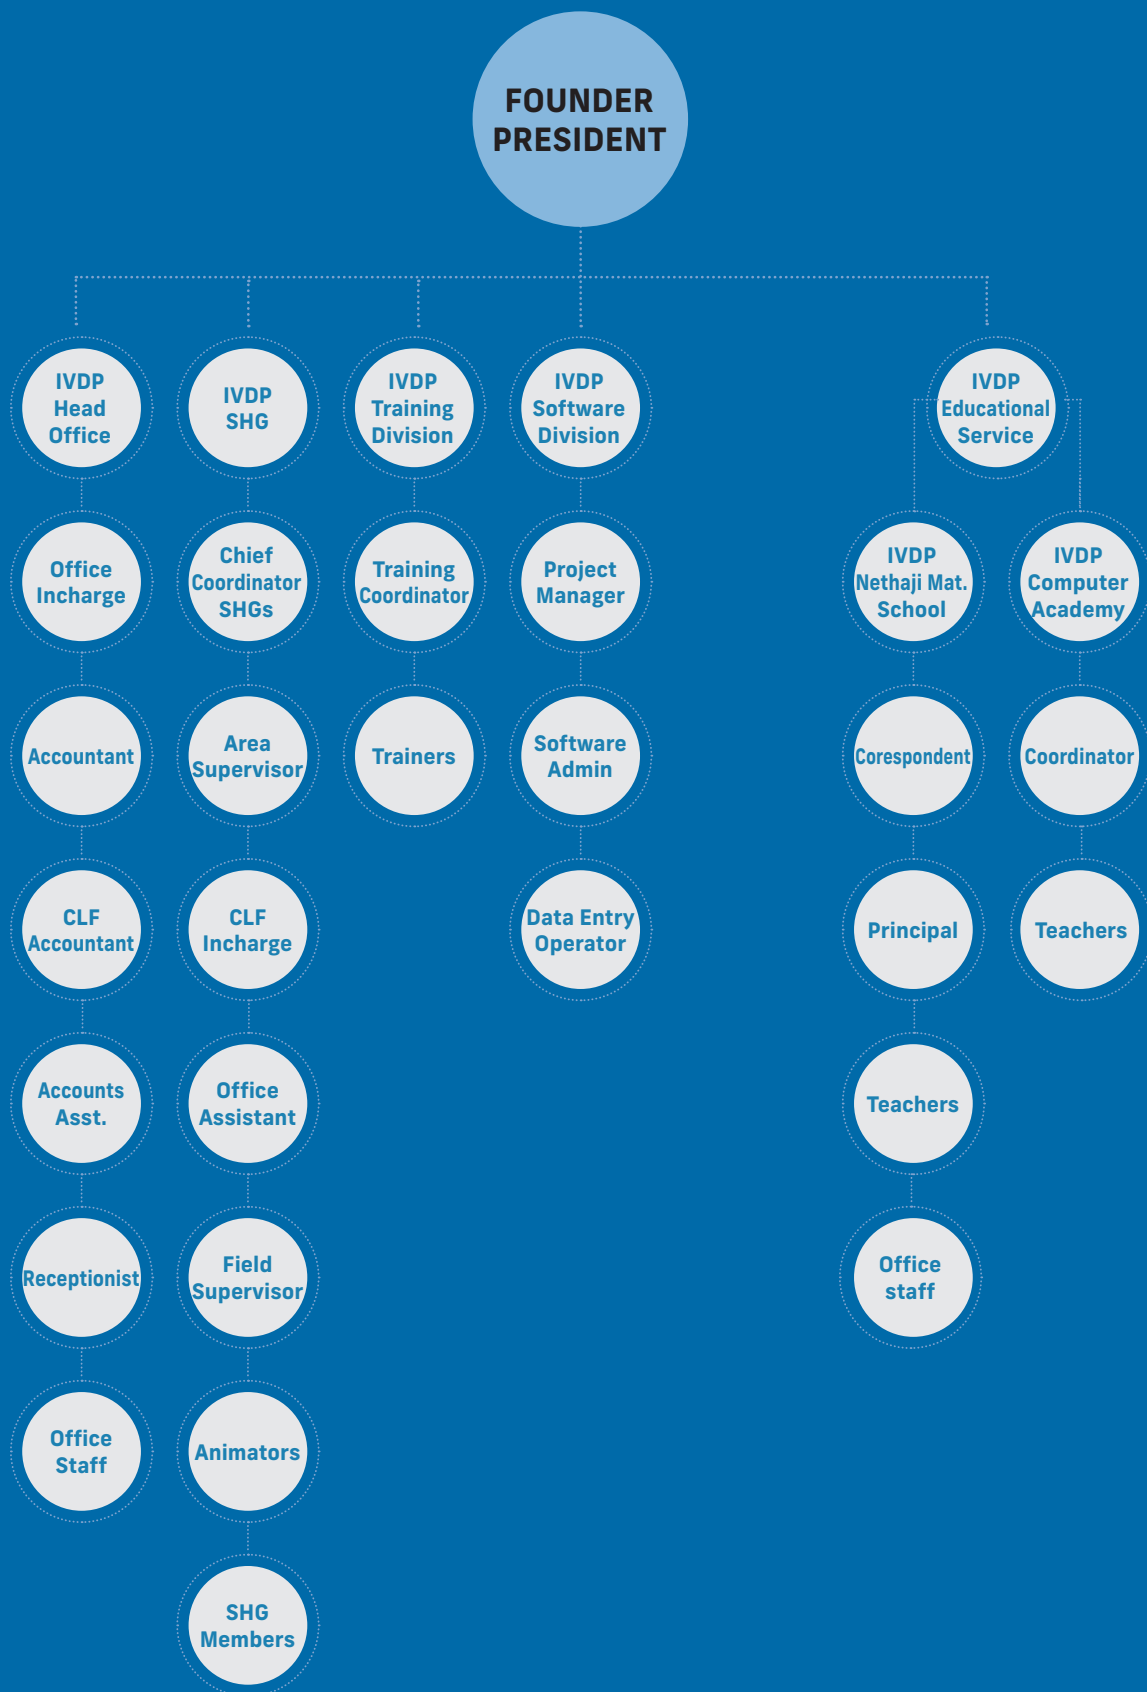 FOUNDER
PRESIDENT
IVDP
Head
Office
IVDP
SHG
IVDP
Training
Division
IVDP
Software
Division
IVDP
Educational
Service
Office
Incharge
Chief
Coordinator
SHGs
Training
Coordinator
Project
Manager
IVDP
Nethaji Mat.
School
IVDP
Computer
Academy
Accountant
Area
Supervisor
Trainers
Software
Admin
Corespondent
Coordinator
CLF
Accountant
CLF
Incharge
Data Entry
Operator
Principal
Teachers
Accounts
Asst.
Office
Assistant
Teachers
Receptionist
Field
Supervisor
Office
staff
Office
Staff
Animators
SHG
Members